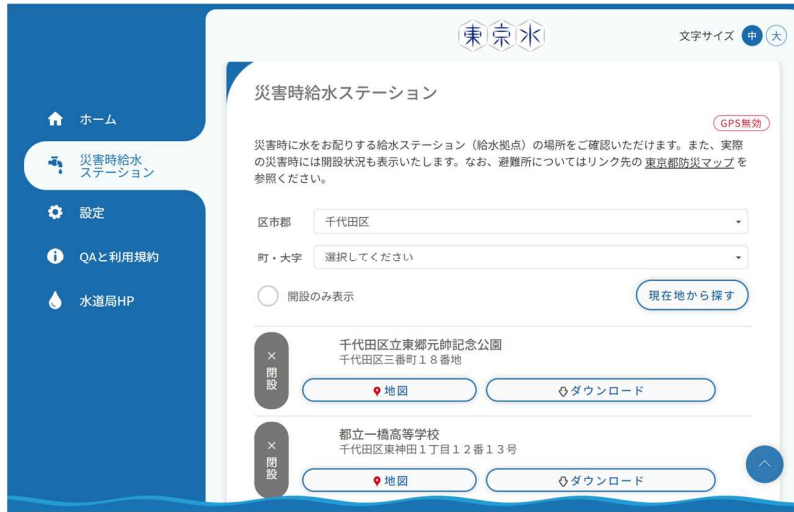 東京水
文字サイズ 中 大
ホーム
災害時給水
ステーション
設定
QAと利用規約
水道局HP
災害時給水ステーション
GPS無効
災害時に水をお配りする給水ステーション（給水拠点）の場所をご確認いただけます。また、実際
の災害時には開設状況も表示いたします。なお、避難所についてはリンク先の 東京都防災マップ を
参照ください。
区市郡 千代田区
町・大字 選択してください
開設のみ表示 現在地から探す
× 閉設
千代田区立東郷元帥記念公園
千代田区三番町１８番地
地図 ダウンロード
× 閉設
都立一橋高等学校
千代田区東神田１丁目１２番１３号
地図 ダウンロード